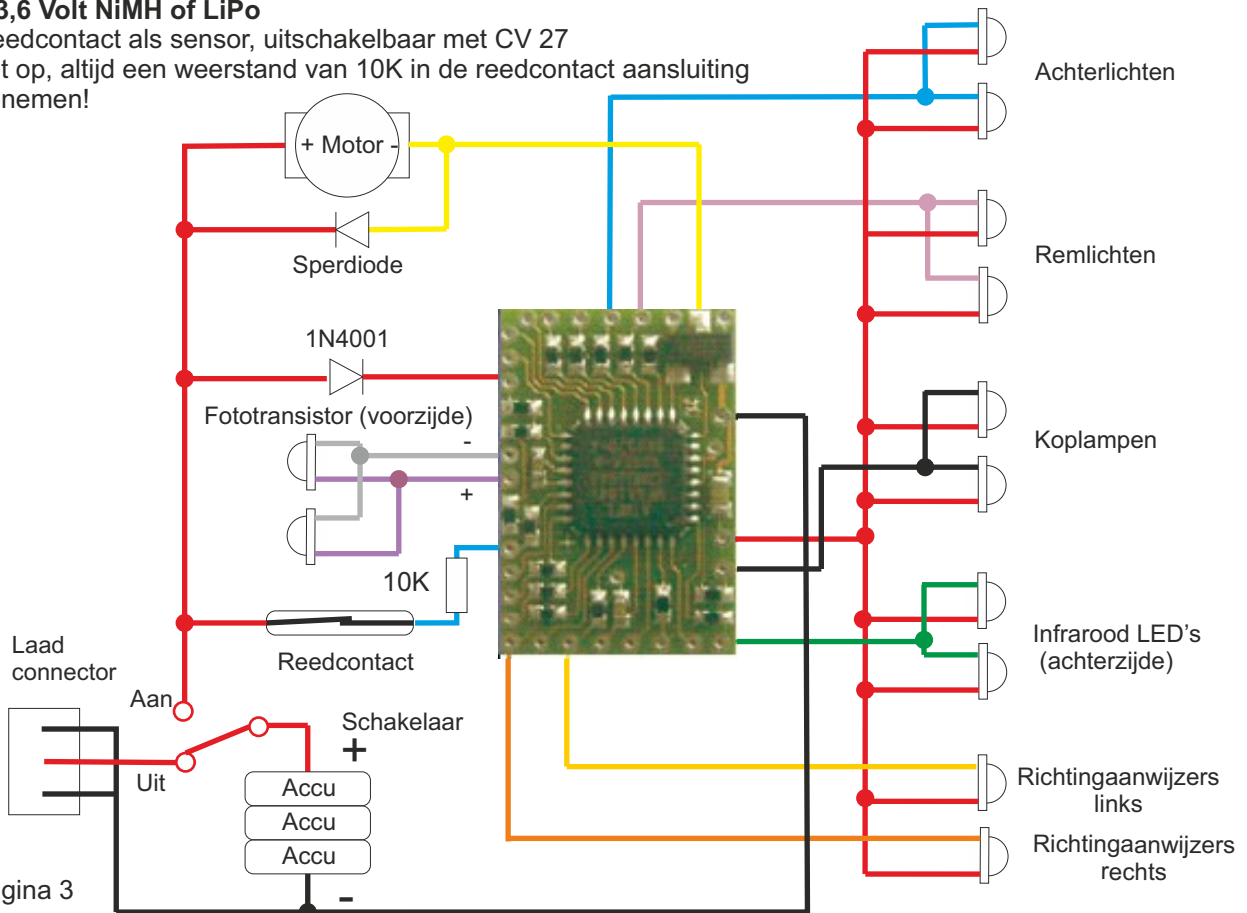 3,6 Volt NiMH of LiPo
eedcontact als sensor, uitschakelbaar met CV 27
t op, altijd een weerstand van 10K in de reedcontact aansluiting
nemen!
+ Motor -
Sperdiode
1N4001
Fototransistor (voorzijde)
-
+
10K
Reedcontact
Laad
connector
Aan
Uit
Schakelaar
+
Accu
Accu
Accu
-
gina 3
Achterlichten
Remlichten
Koplampen
Infrarood LED's
(achterzijde)
Richtingaanwijzers
links
Richtingaanwijzers
rechts